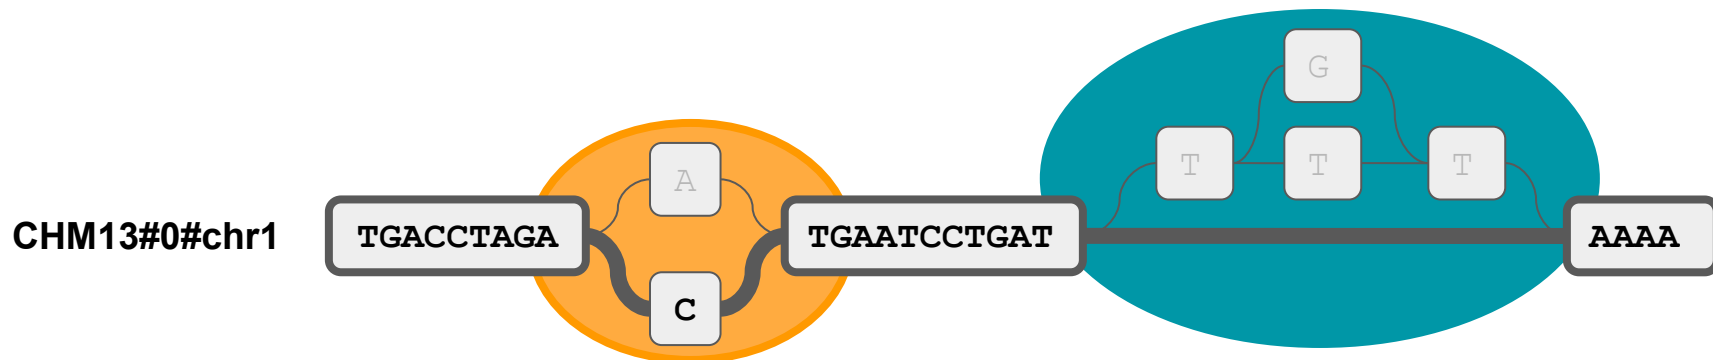 G
A T T T
CHM13#0#chr1 TGACCTAGA TGAATCCTGAT AAAA
C